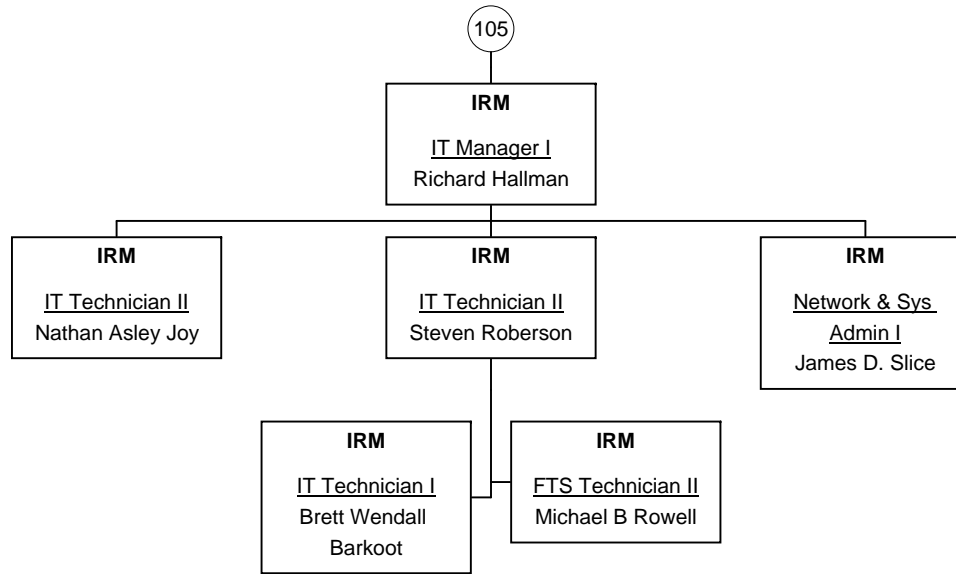 105
IRM
IT Manager I
Richard Hallman
IRM
IT Technician II
Nathan Asley Joy
IRM
IT Technician II
Steven Roberson
IRM
Network & Sys
Admin I
James D. Slice
IRM
IT Technician I
Brett Wendall
Barkoot
IRM
FTS Technician II
Michael B Rowell